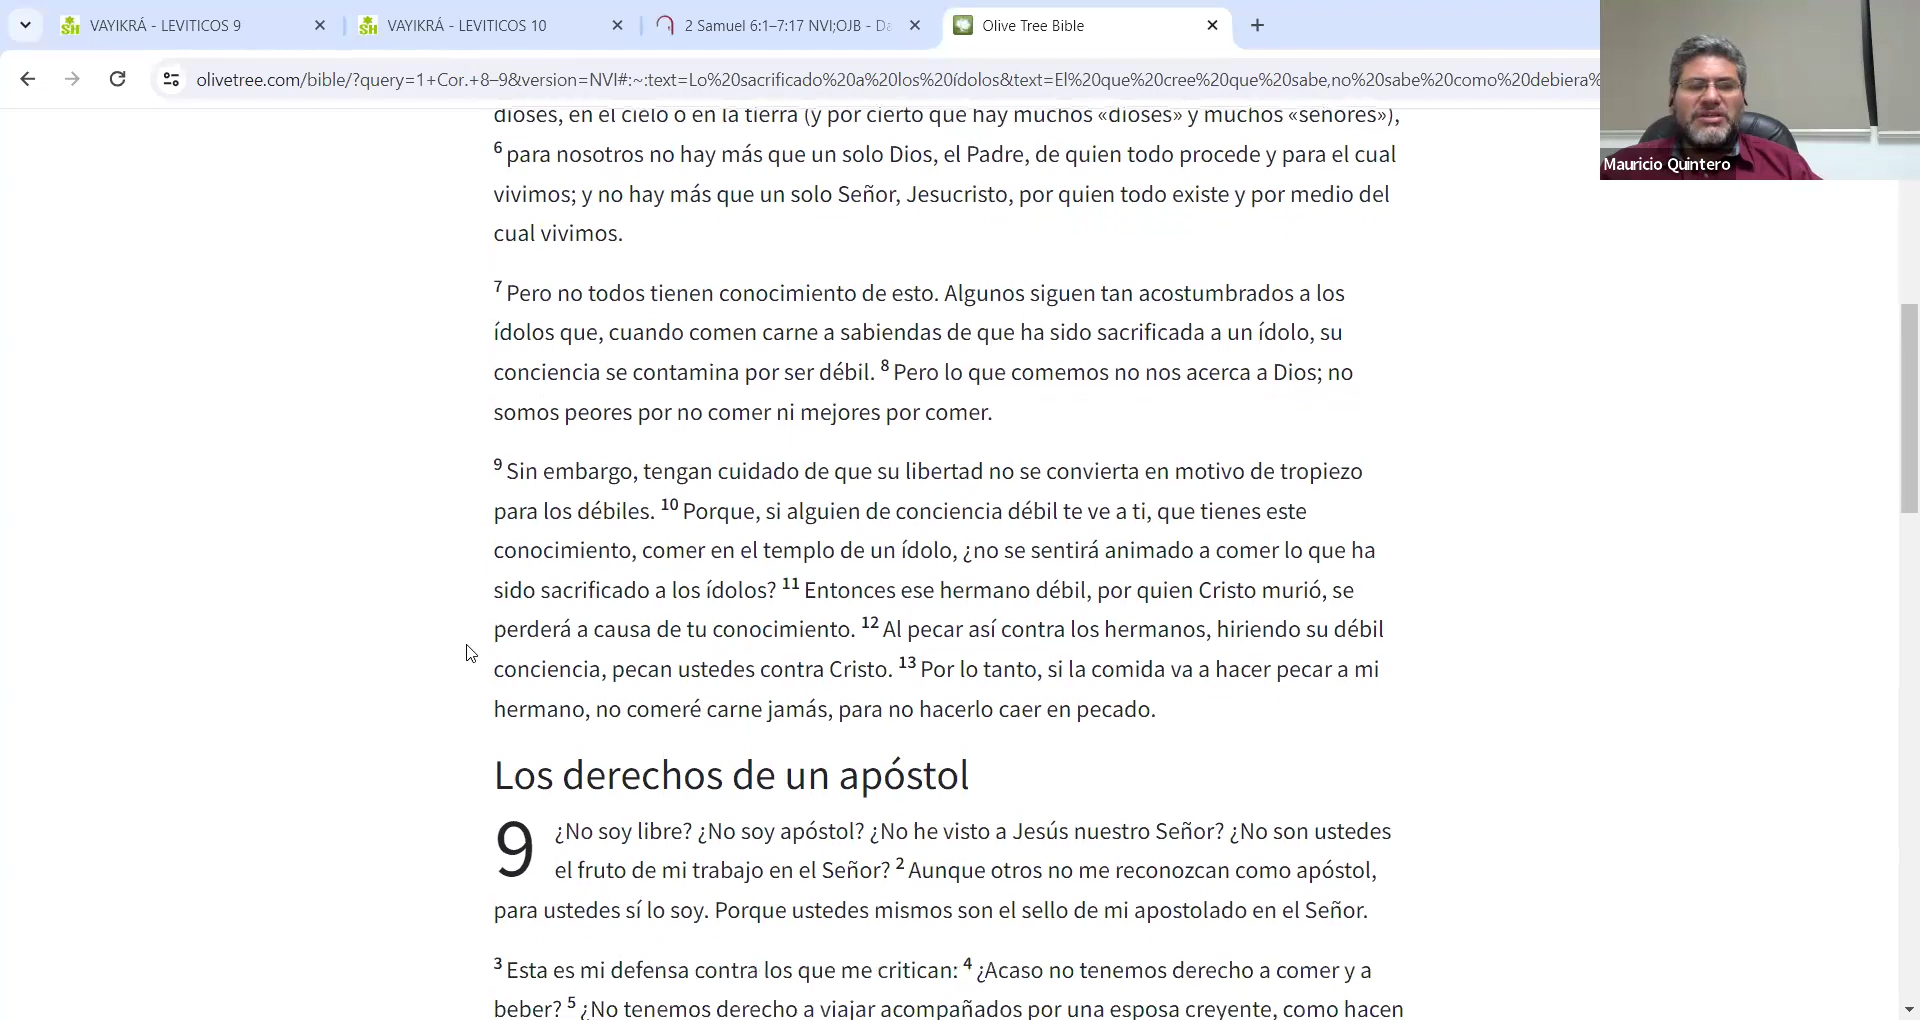 VAYIKRÁ - LEVITICOS 9
VAYIKRÁ - LEVITICOS 10
2 Samuel 6:1–7:17 NVI;OJB - Da
Olive Tree Bible
olivetree.com/bible/?query=1+Cor.+8–9&version=NVI#:~:text=Lo%20sacrificado%20a%20los%20ídolos&text=El%20que%20cree%20que%20sabe,no%20sabe%20como%20debiera%
Mauricio Quintero
dioses, en el cielo o en la tierra (y por cierto que hay muchos «dioses» y muchos «señores»),
6 para nosotros no hay más que un solo Dios, el Padre, de quien todo procede y para el cual
vivimos; y no hay más que un solo Señor, Jesucristo, por quien todo existe y por medio del
cual vivimos.
7 Pero no todos tienen conocimiento de esto. Algunos siguen tan acostumbrados a los
ídolos que, cuando comen carne a sabiendas de que ha sido sacrificada a un ídolo, su
conciencia se contamina por ser débil. 8 Pero lo que comemos no nos acerca a Dios; no
somos peores por no comer ni mejores por comer.
9 Sin embargo, tengan cuidado de que su libertad no se convierta en motivo de tropiezo
para los débiles. 10 Porque, si alguien de conciencia débil te ve a ti, que tienes este
conocimiento, comer en el templo de un ídolo, ¿no se sentirá animado a comer lo que ha
sido sacrificado a los ídolos? 11 Entonces ese hermano débil, por quien Cristo murió, se
perderá a causa de tu conocimiento. 12 Al pecar así contra los hermanos, hiriendo su débil
conciencia, pecan ustedes contra Cristo. 13 Por lo tanto, si la comida va a hacer pecar a mi
hermano, no comeré carne jamás, para no hacerlo caer en pecado.
Los derechos de un apóstol
9 ¿No soy libre? ¿No soy apóstol? ¿No he visto a Jesús nuestro Señor? ¿No son ustedes
el fruto de mi trabajo en el Señor? 2 Aunque otros no me reconozcan como apóstol,
para ustedes sí lo soy. Porque ustedes mismos son el sello de mi apostolado en el Señor.
3 Esta es mi defensa contra los que me critican: 4 ¿Acaso no tenemos derecho a comer y a
beber? 5 ¿No tenemos derecho a viajar acompañados por una esposa creyente, como hacen